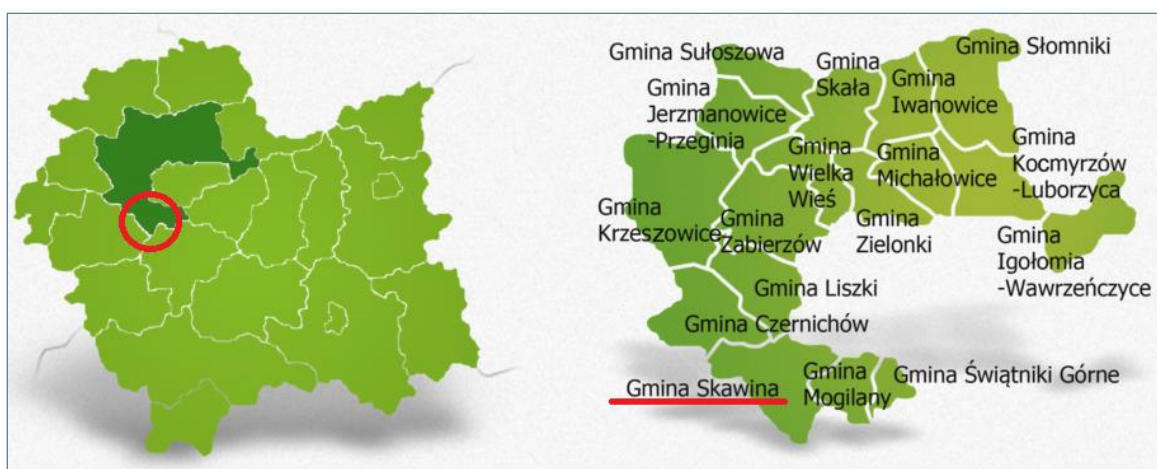 Gmina Sułoszowa
Gmina
Skała
Gmina Słomniki
Gmina
Jerzmanowice
-Przeginia
Gmina
Iwanowice
Gmina
Wielka
Wieś
Gmina
Michałowice
Gmina
Kocmyrzów
-Luborzyca
Gmina
Krzeszowice
Gmina
Zabierzów
Gmina
Zielonki
Gmina
Igołomia
-Wawrzeńczyce
Gmina Liszki
Gmina Czernichów
Gmina Skawina
Gmina
Mogilany
Gmina Świątniki Górne